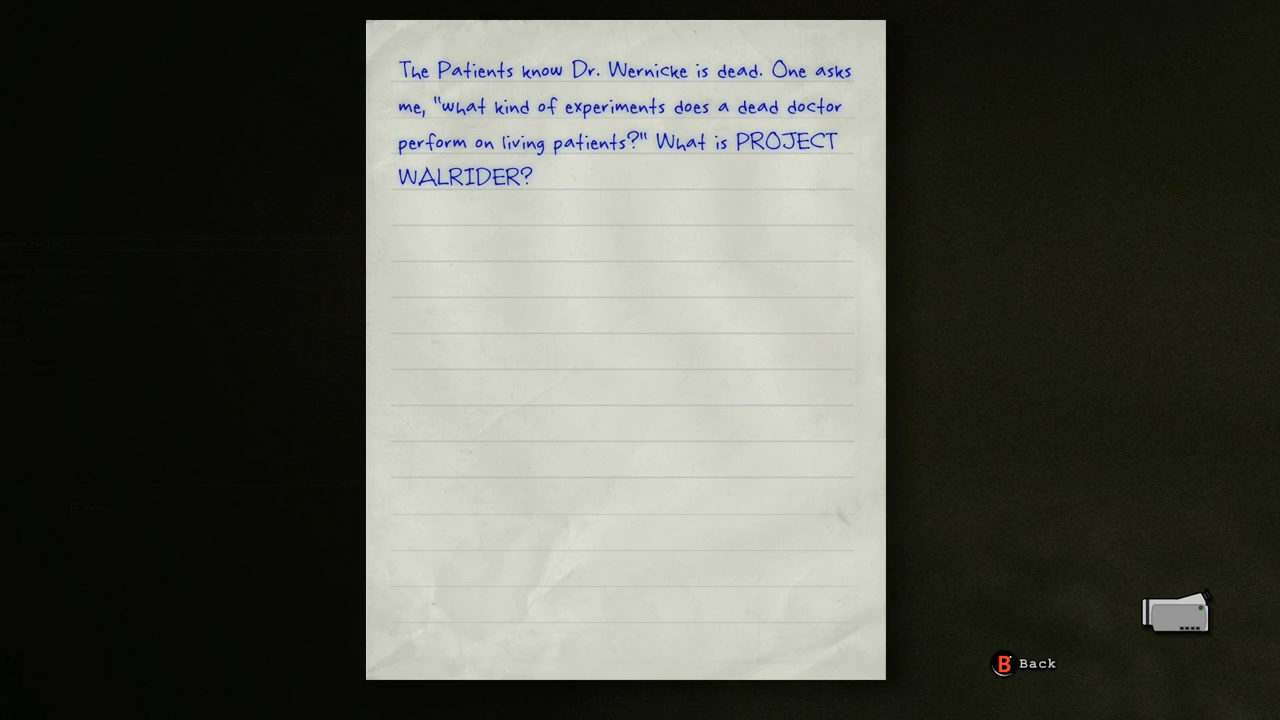 The Patients know Dr. Wernicke is dead. One asks
me, "what kind of experiments does a dead doctor
perform on living patients?" What is PROJECT
WALRIDER?
B Back